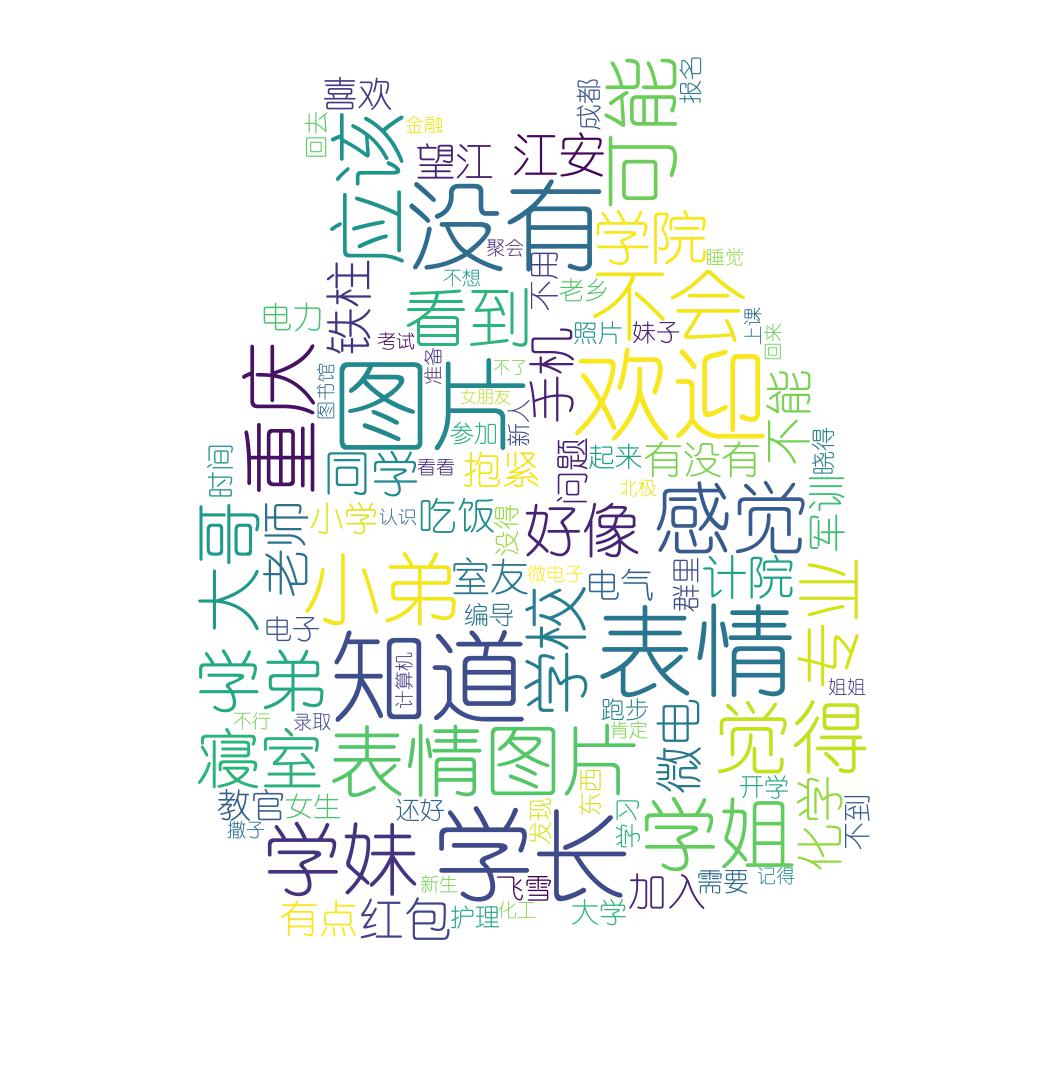 喜欢
回去
应该
金融
望江
江安
成都
可能
报名
没有
聚会
学院
睡觉
不想
不用
老乡
不会
铁柱
电力
看到
考试
照片
妹子
上课
回来
重庆
图书馆
图片
准备
手机
不了
女朋友
欢迎
不能
参加
新人
同学
看看
抱紧
问题
起来
有没有
晓得
时间
北极
军训
大哥
老师
小学
认识
吃饭
没得
好像
感觉
小弟
室友
微电子
电气
群里
计院
专业
电子
编导
学校
表情
学弟
知道
计算机
姐姐
不行
录取
跑步
肯定
微电
觉得
寝室
表情图片
教官
女生
还好
发现
东西
学习
开学
化学
不到
撒子
学妹
学长
学姐
新生
飞雪
加入
需要
记得
有点
红包
护理
化工
大学